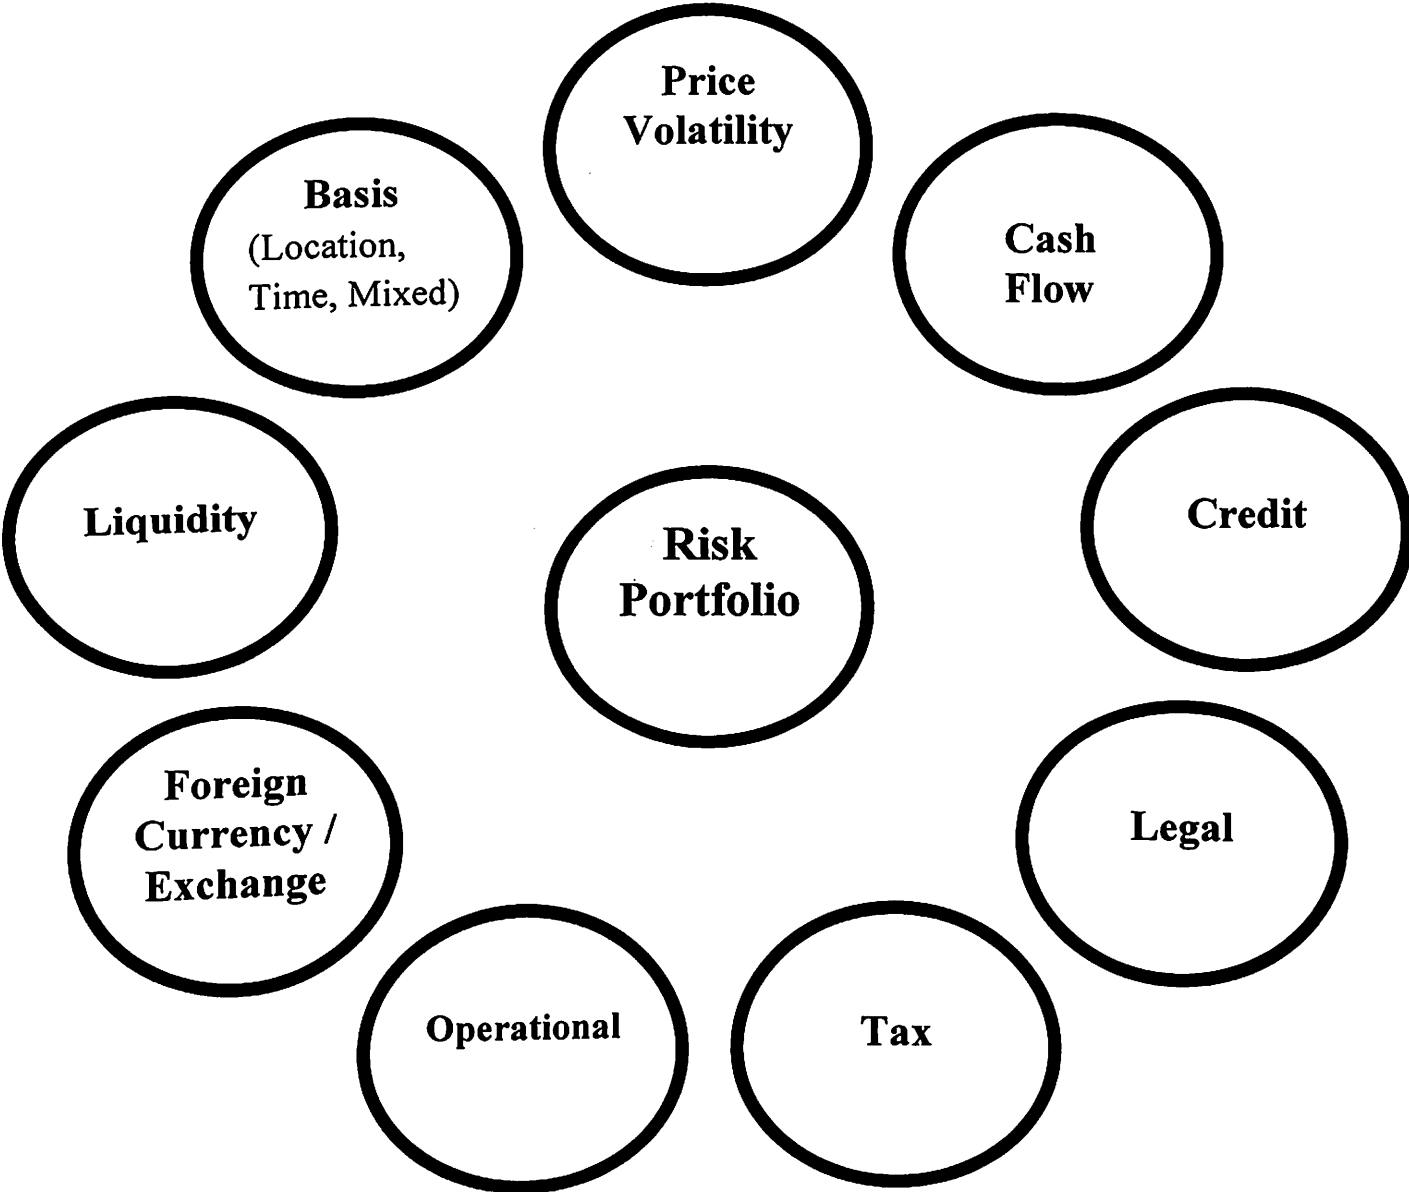 Price
Volatility
Basis
(Location,
Time, Mixed)
Cash
Flow
Liquidity
Credit
Risk
Portfolio
Foreign
Currency /
Exchange
Legal
Operational
Tax